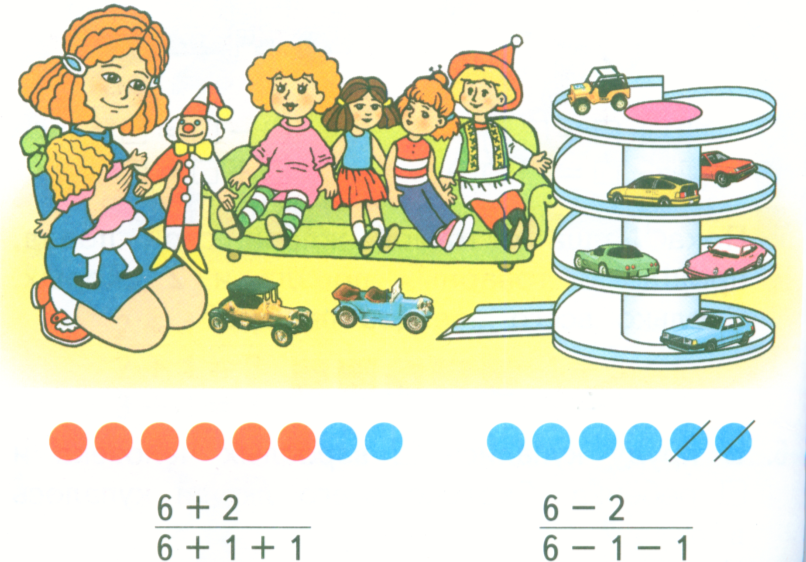 6 + 2
6 + 1 + 1
6 − 2
6 − 1 − 1